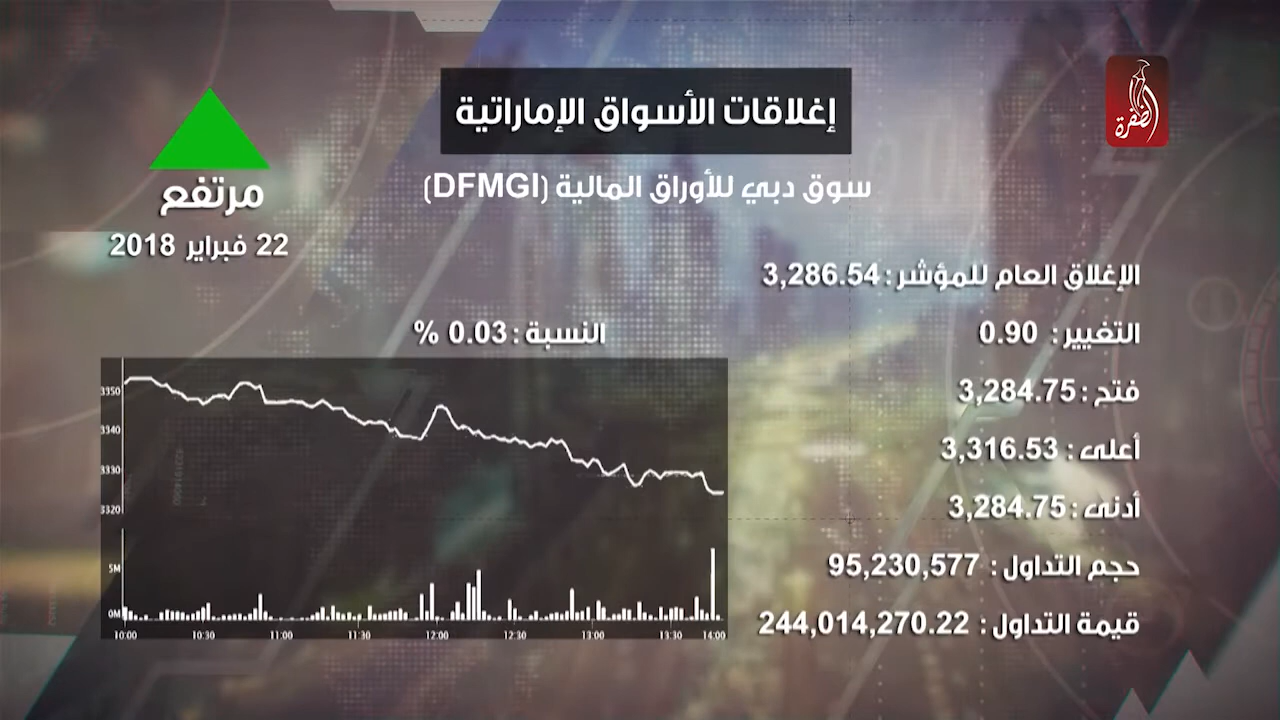 الظفرة
إغلاقات الأسواق الإماراتية
سوق دبي للأوراق المالية (DFMGI)
مرتفع
22 فبراير 2018
الإغلاق العام للمؤشر: 3,286.54
التغيير: 0.90
النسبة: 0.03 %
فتح: 3,284.75
أعلى: 3,316.53
أدنى: 3,284.75
حجم التداول: 95,230,577
قيمة التداول: 244,014,270.22
3350
3340
3330
3320
5M
0M
10:00 10:30 11:00 11:30 12:00 12:30 13:00 13:30 14:00